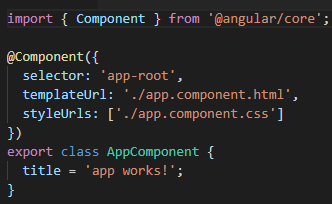 import { Component } from '@angular/core';
@Component({
  selector: 'app-root',
  templateUrl: './app.component.html',
  styleUrls: ['./app.component.css']
})
export class AppComponent {
  title = 'app works!';
}